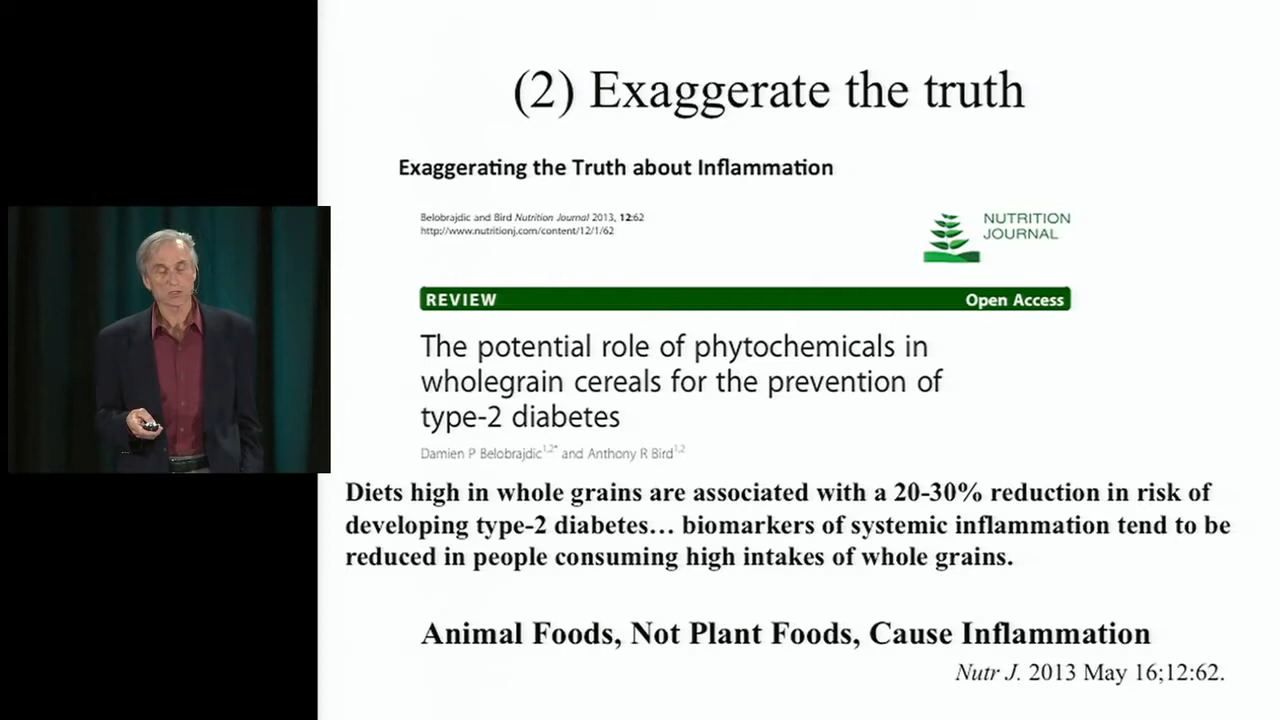 (2) Exaggerate the truth
Exaggerating the Truth about Inflammation
Belobrajdic and Bird Nutrition Journal 2013, 12:62
http://www.nutritionj.com/content/12/1/62
NUTRITION
JOURNAL
REVIEW
Open Access
The potential role of phytochemicals in
wholegrain cereals for the prevention of
type-2 diabetes
Damien P Belobrajdic1,2* and Anthony R Bird1,2
Diets high in whole grains are associated with a 20-30% reduction in risk of
developing type-2 diabetes… biomarkers of systemic inflammation tend to be
reduced in people consuming high intakes of whole grains.
Animal Foods, Not Plant Foods, Cause Inflammation
Nutr J. 2013 May 16;12:62.